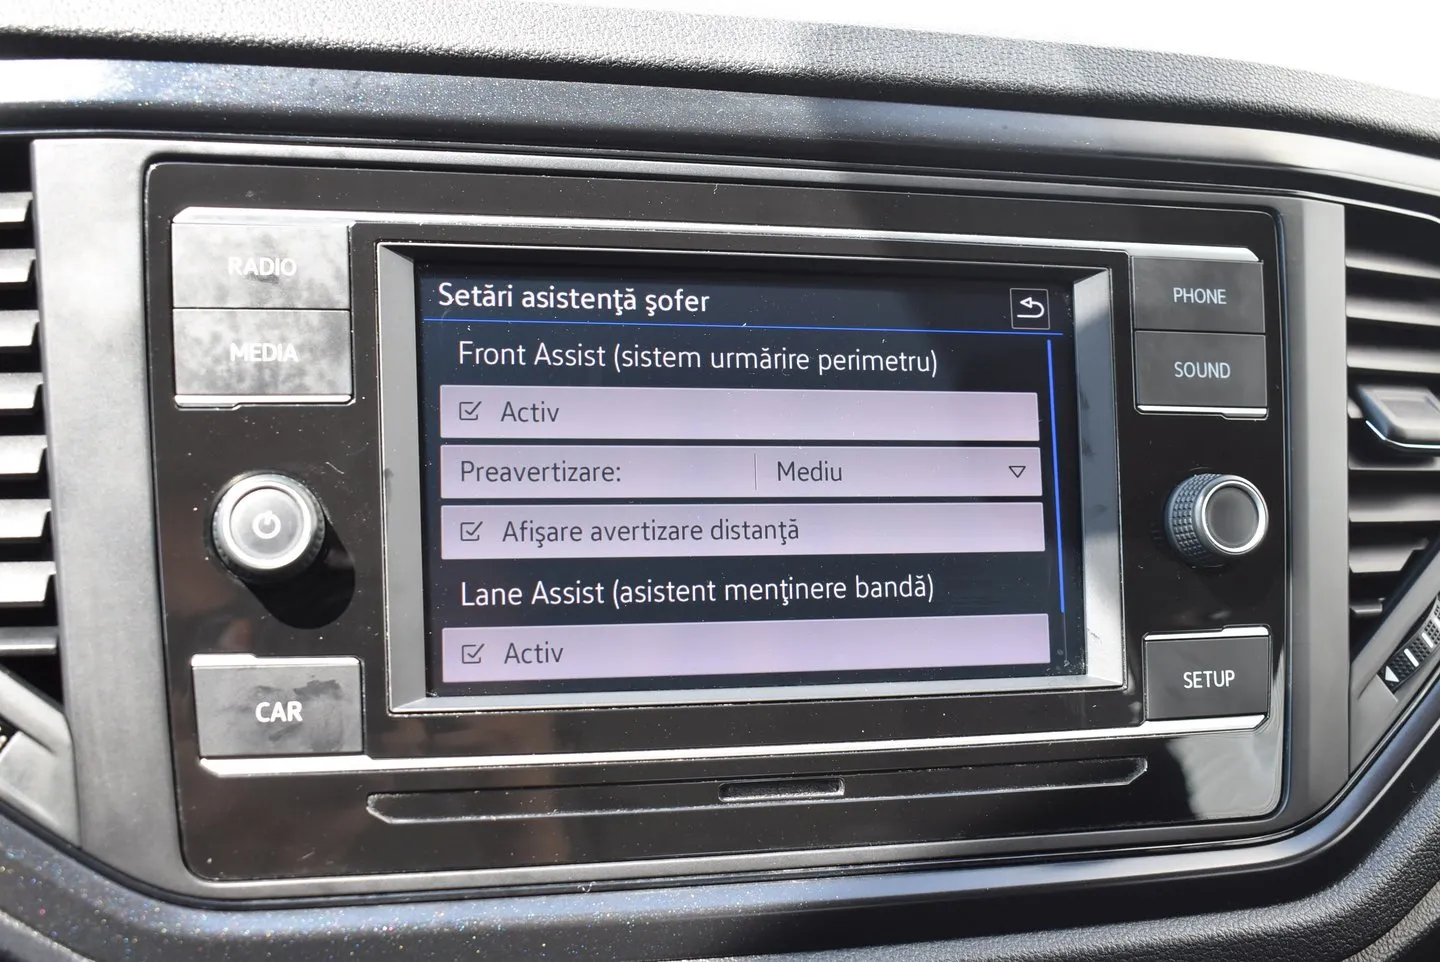 RADIO
MEDIA
CAR
Setări asistenţă şofer
Front Assist (sistem urmărire perimetru)
Activ
Preavertizare: Mediu
Afişare avertizare distanţă
Lane Assist (asistent menţinere bandă)
Activ
PHONE
SOUND
SETUP